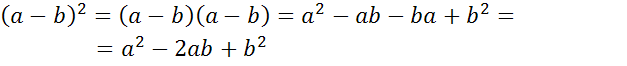 (a − b)² = (a − b)(a − b) = a² − ab − ba + b² =
= a² − 2ab + b²